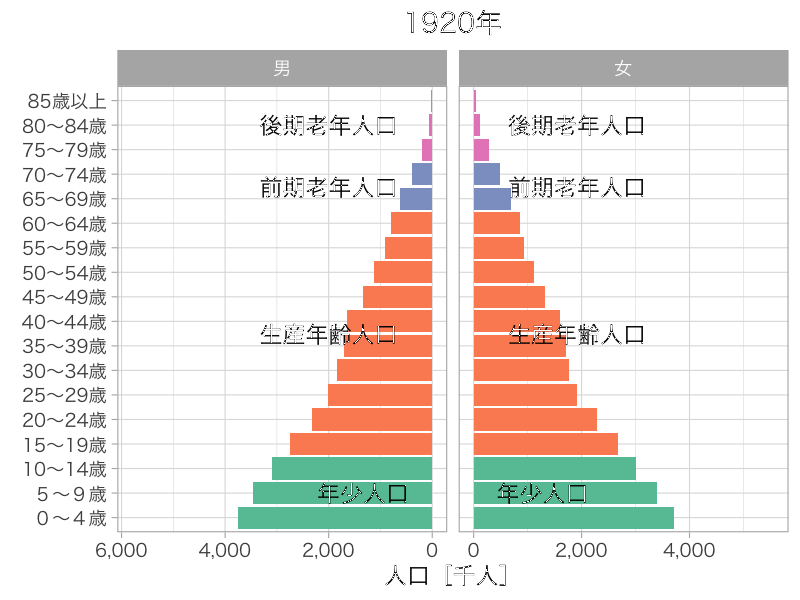 1920年
男
女
85歳以上
80～84歳
75～79歳
70～74歳
65～69歳
60～64歳
55～59歳
50～54歳
45～49歳
40～44歳
35～39歳
30～34歳
25～29歳
20～24歳
15～19歳
10～14歳
5～9歳
0～4歳
後期老年人口
後期老年人口
前期老年人口
前期老年人口
生産年齢人口
生産年齢人口
年少人口
年少人口
6,000 4,000 2,000 0 0 2,000 4,000
人口 [千人]